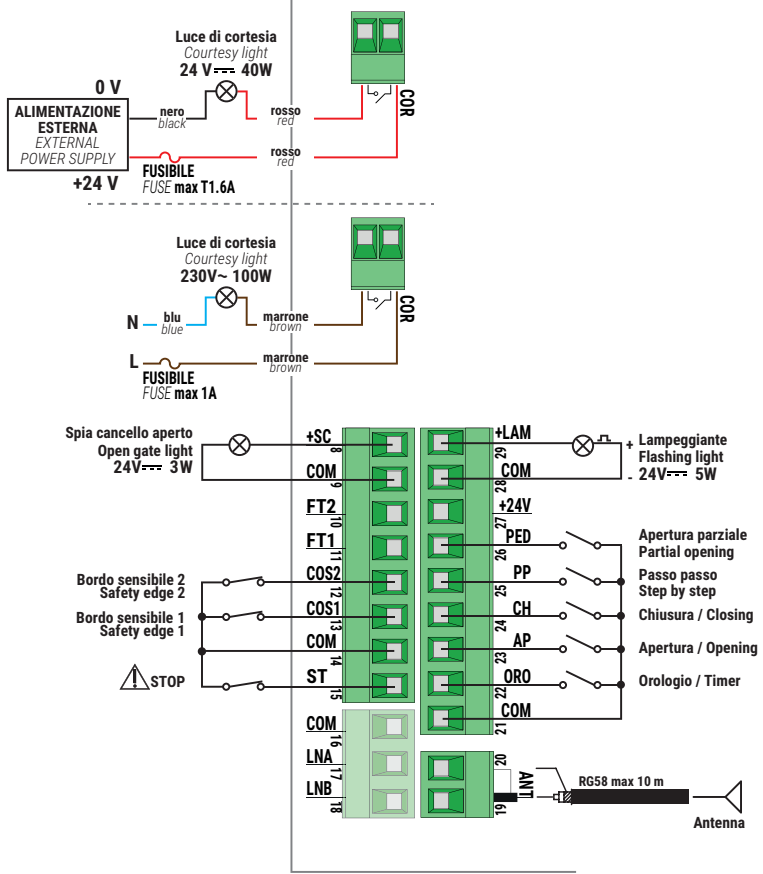 Luce di cortesia
Courtesy light
24 V 40W
0 V
ALIMENTAZIONE
ESTERNA
EXTERNAL
POWER SUPPLY
+24 V
nero
black
rosso
red
rosso
red
FUSIBILE
FUSE max T1.6A
COR
Luce di cortesia
Courtesy light
230V~ 100W
N
blu
blue
marrone
brown
L
marrone
brown
FUSIBILE
FUSE max 1A
COR
Spia cancello aperto
Open gate light
24V 3W
+SC
8
COM
9
FT2
10
FT1
11
Bordo sensibile 2
Safety edge 2
COS2
12
Bordo sensibile 1
Safety edge 1
COS1
13
COM
14
STOP
ST
15
COM
16
LNA
17
LNB
18
+LAM
29
+ Lampeggiante
Flashing light
- 24V 5W
COM
28
+24V
27
PED
26
Apertura parziale
Partial opening
PP
25
Passo passo
Step by step
CH
24
Chiusura / Closing
AP
23
Apertura / Opening
ORO
22
Orologio / Timer
COM
21
20
ANT
19
RG58 max 10 m
Antenna